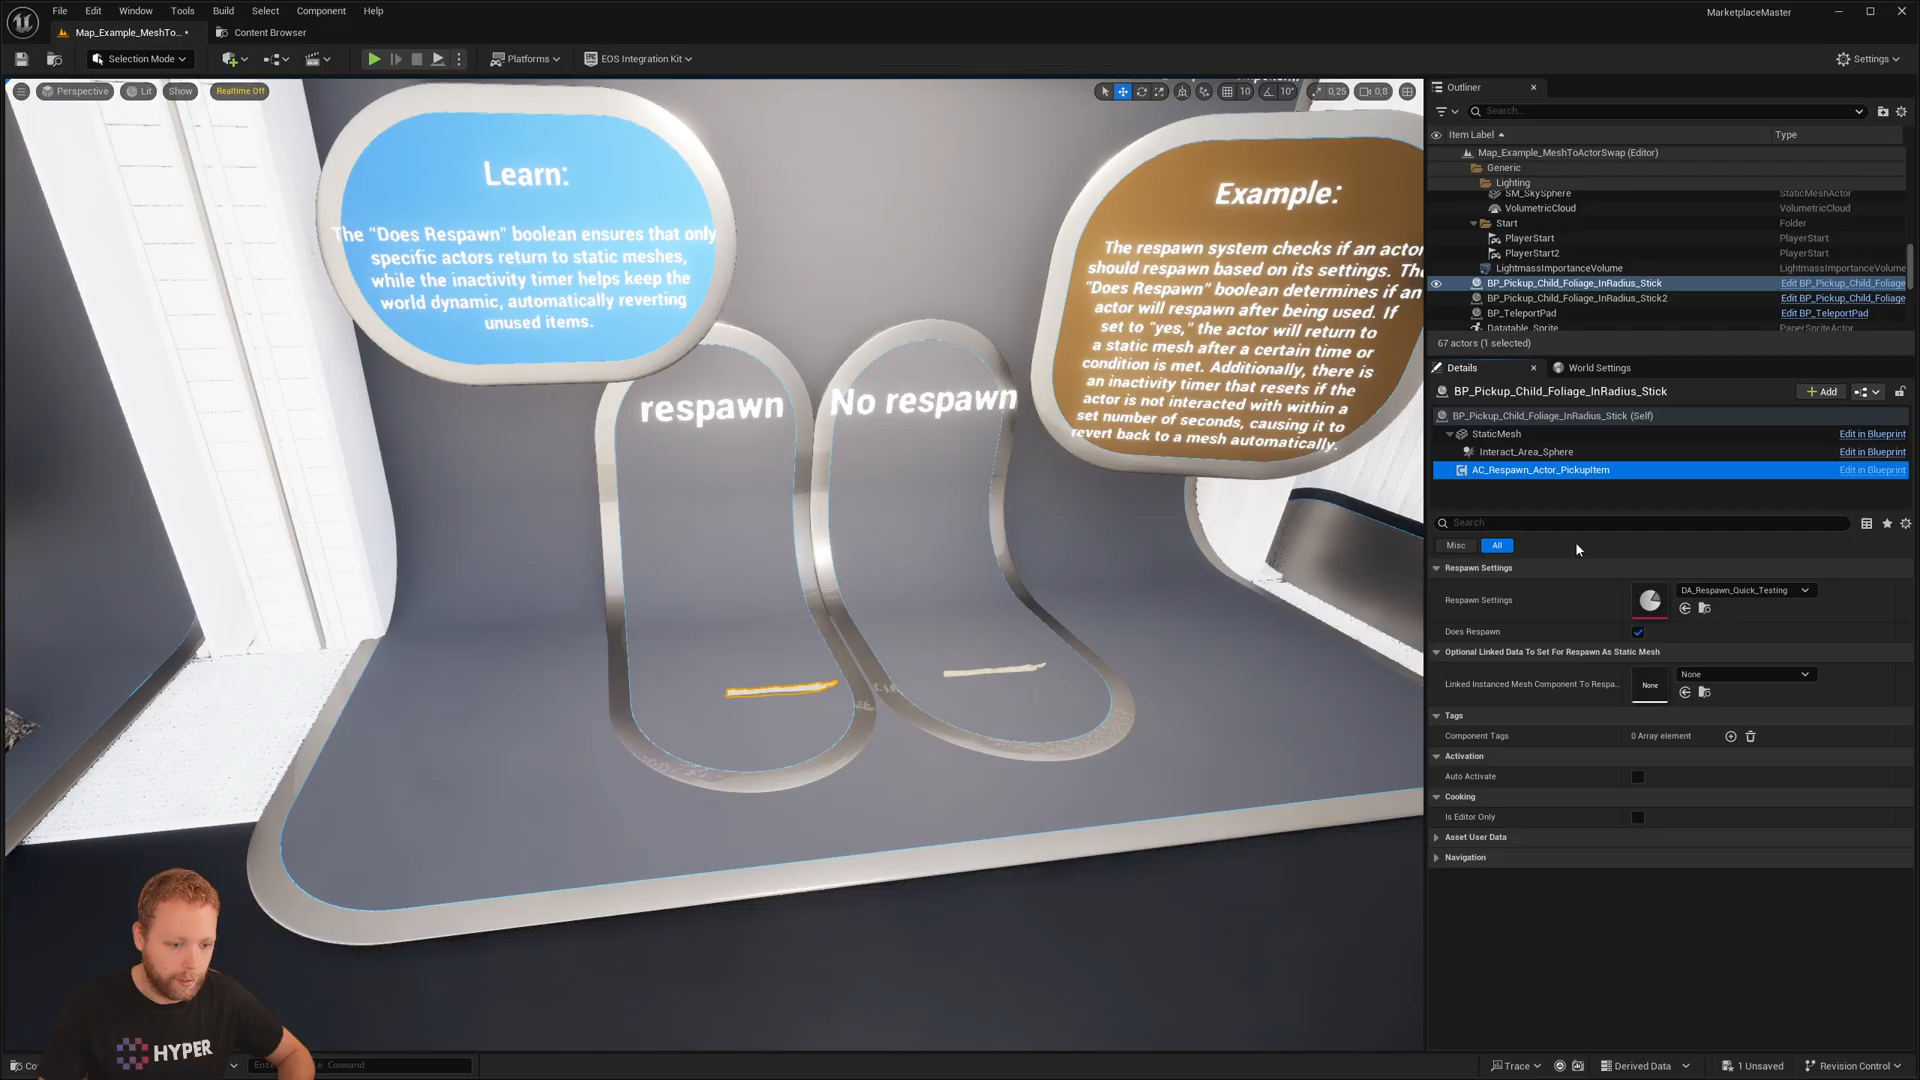 File Edit Window Tools Build Select Actor Component Help
MarketplaceMaster
Map_Example_MeshTo...
Content Browser
Selection Mode
Platforms
EOS Integration Kit
Settings
Perspective
Lit
Show
Realtime Off
10
10°
0,25
0,8
Learn:
The "Does Respawn" boolean ensures that only
specific actors return to static meshes,
while the inactivity timer helps keep the
world dynamic, automatically reverting
unused items.
respawn
No respawn
Example:
The respawn system checks if an actor
should respawn based on its settings. The
"Does Respawn" boolean determines if an
actor will respawn after being used. If
set to "yes," the actor will return to
a static mesh after a certain time or
condition is met. Additionally, there is
an inactivity timer that resets if the
actor is not interacted with within a
set number of seconds, causing it to
revert back to a mesh automatically.
HYPER
Outliner
Search...
Item Label
Type
Map_Example_MeshToActorSwap (Editor)
Generic
Lighting
SM_SkySphere StaticMeshActor
VolumetricCloud VolumetricCloud
Start Folder
PlayerStart PlayerStart
PlayerStart2 PlayerStart
LightmassImportanceVolume LightmassImportanceVolume
BP_Pickup_Child_Foliage_InRadius_Stick Edit BP_Pickup_Child_Foliage
BP_Pickup_Child_Foliage_InRadius_Stick2 Edit BP_Pickup_Child_Foliage
BP_TeleportPad Edit BP_TeleportPad
Datatable_Sprite PaperSpriteActor
67 actors (1 selected)
Details
World Settings
BP_Pickup_Child_Foliage_InRadius_Stick
Add
BP_Pickup_Child_Foliage_InRadius_Stick (Self)
StaticMesh Edit in Blueprint
Interact_Area_Sphere Edit in Blueprint
AC_Respawn_Actor_PickupItem Edit in Blueprint
Search
Misc
All
Respawn Settings
Respawn Settings
DA_Respawn_Quick_Testing
Does Respawn
Optional Linked Data To Set For Respawn As Static Mesh
Linked Instanced Mesh Component To Respa...
None
None
Tags
Component Tags
0 Array element
Activation
Auto Activate
Cooking
Is Editor Only
Asset User Data
Navigation
Command
Trace
Derived Data
1 Unsaved
Revision Control